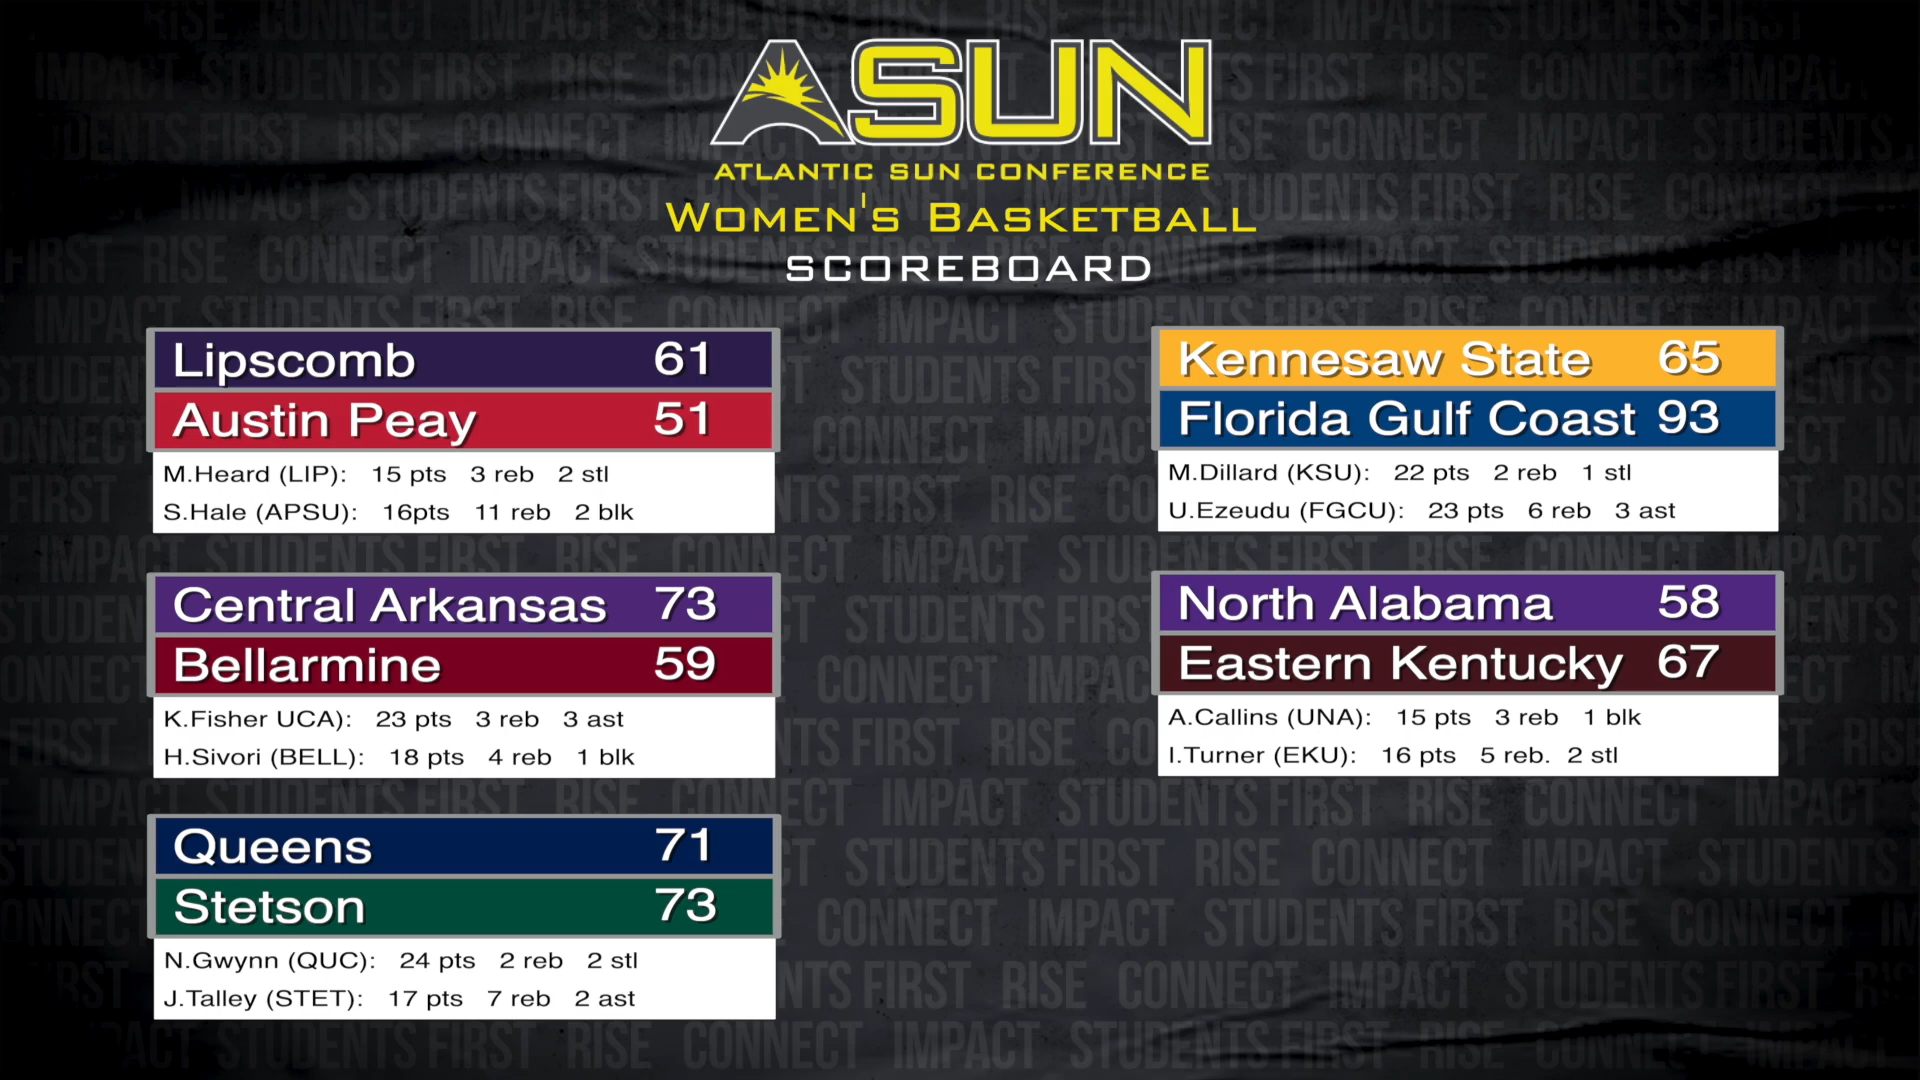 ASUN
ATLANTIC SUN CONFERENCE
WOMEN'S BASKETBALL
SCOREBOARD
Lipscomb 61
Austin Peay 51
M.Heard (LIP): 15 pts 3 reb 2 stl
S.Hale (APSU): 16pts 11 reb 2 blk
Central Arkansas 73
Bellarmine 59
K.Fisher UCA): 23 pts 3 reb 3 ast
H.Sivori (BELL): 18 pts 4 reb 1 blk
Queens 71
Stetson 73
N.Gwynn (QUC): 24 pts 2 reb 2 stl
J.Talley (STET): 17 pts 7 reb 2 ast
Kennesaw State 65
Florida Gulf Coast 93
M.Dillard (KSU): 22 pts 2 reb 1 stl
U.Ezeudu (FGCU): 23 pts 6 reb 3 ast
North Alabama 58
Eastern Kentucky 67
A.Callins (UNA): 15 pts 3 reb 1 blk
I.Turner (EKU): 16 pts 5 reb. 2 stl